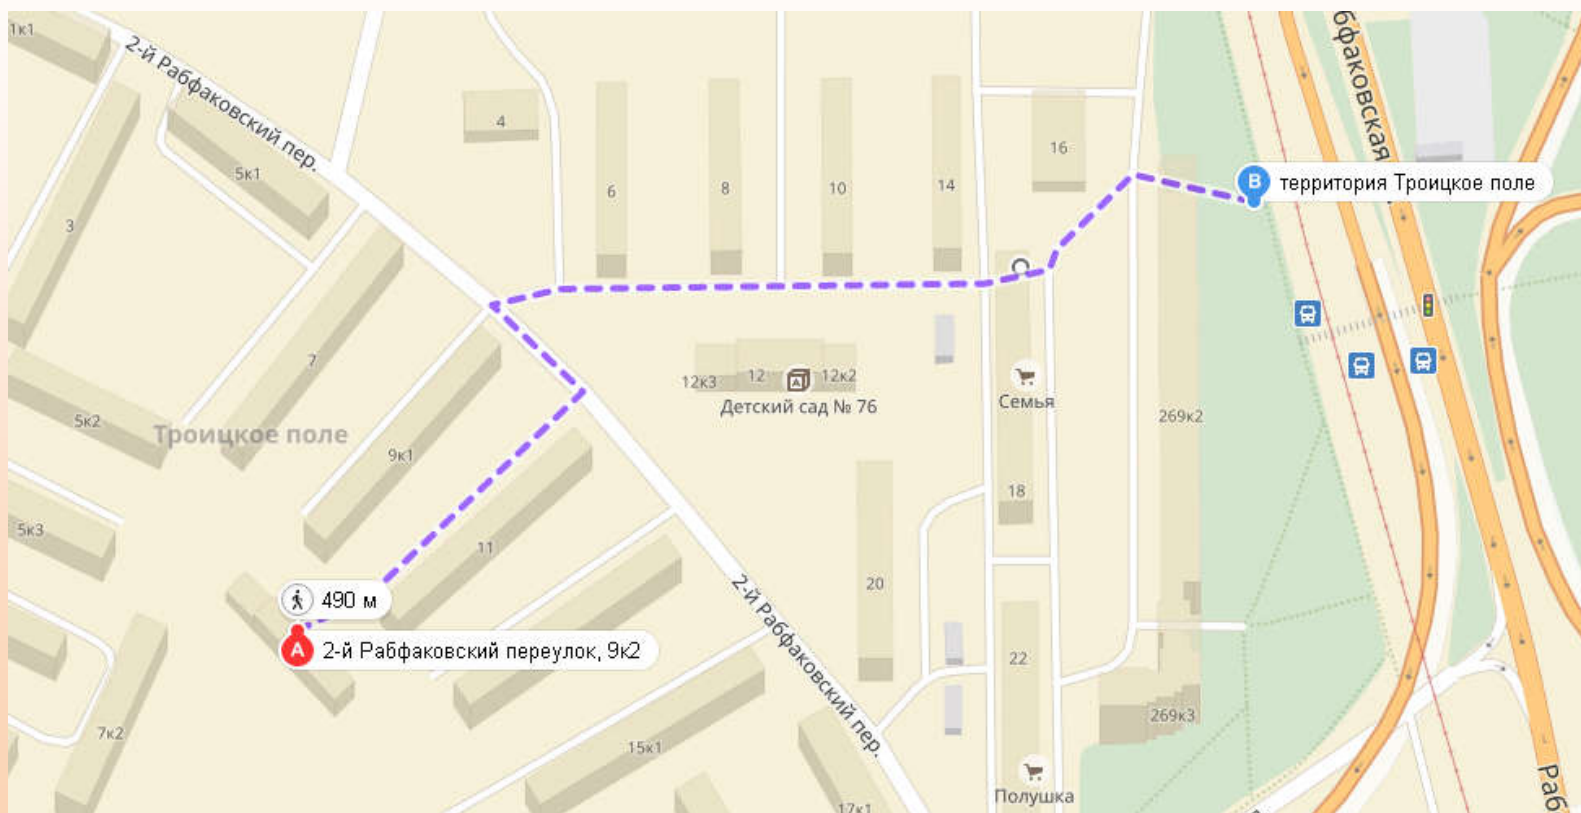 1к1
2-й Рабфаковский пер.
5к1
3
4
6
8
10
14
16
бфаковская
В территория Троицкое поле
7
5к2
Троицкое поле
9к1
12к3
12
12к2
Детский сад № 76
Семья
269к2
5к3
11
18
20
490 м
А 2-й Рабфаковский переулок, 9к2
2-й Рабфаковский пер.
22
7к2
15к1
269к3
17к1
Полушка
Раб